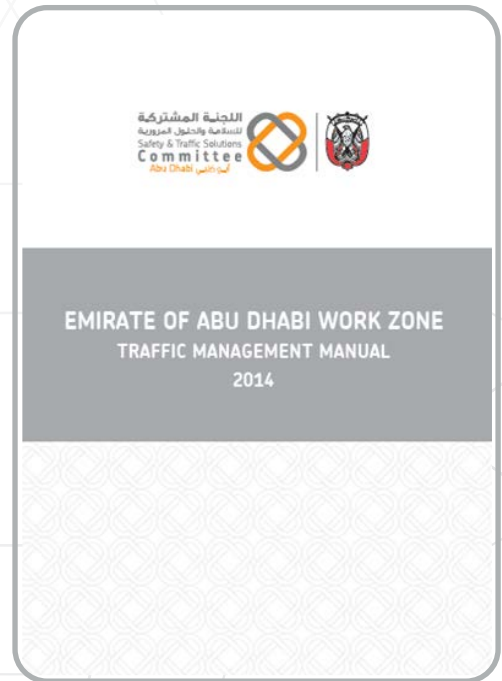 اللجنة المشتركة
للسلامة والحلول المرورية
Safety & Traffic Solutions
Committee
Abu Dhabi أبوظبي
EMIRATE OF ABU DHABI WORK ZONE
TRAFFIC MANAGEMENT MANUAL
2014